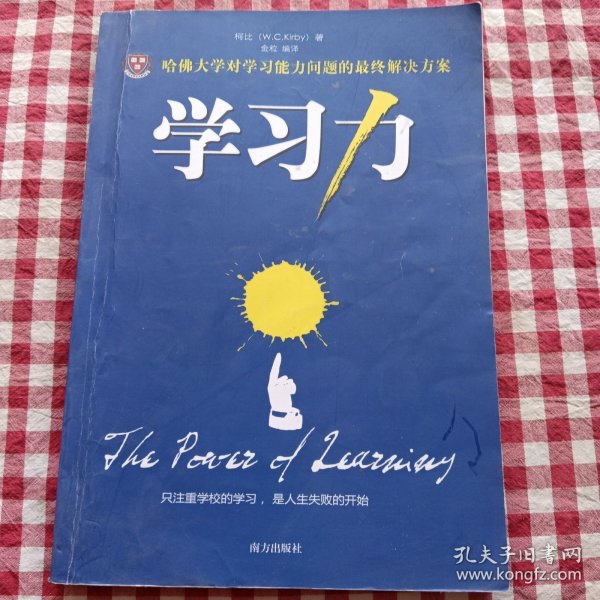 柯比（W.C.Kirby）著
金粒 编译
哈佛大学对学习能力问题的最终解决方案
学习力
The Power of Learning
只注重学校的学习，是人生失败的开始
南方出版社
孔夫子旧书网
www.kongfz.com